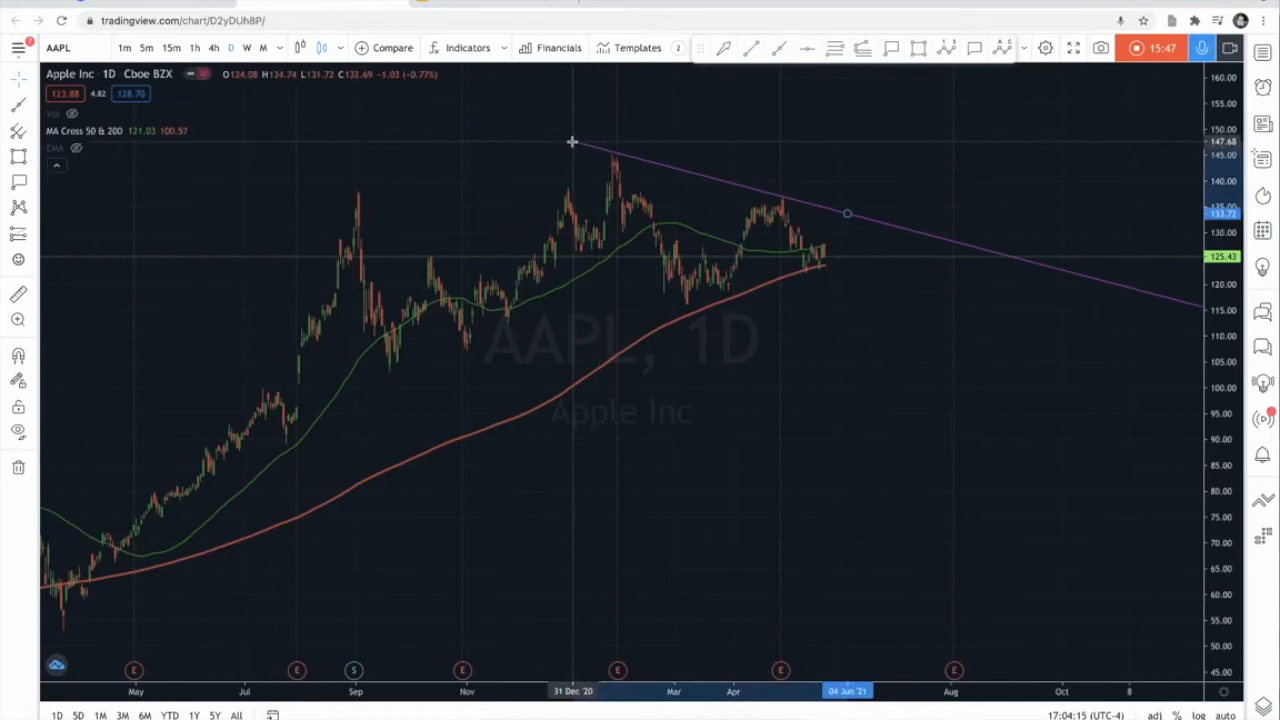 tradingview.com/chart/D2yDUh8P/
7
AAPL 1m 5m 15m 1h 4h D W M Compare Indicators Financials Templates 2 15:47
Apple Inc · 1D · Cboe BZX O134.08 H134.74 L131.72 C132.69 -1.03 (-0.77%)
123.88 4.82 128.70
Vol
MA Cross 50 & 200 121.03 100.57
EMA
160.00
155.00
150.00
147.68
145.00
140.00
135.00
133.72
130.00
125.43
120.00
115.00
110.00
105.00
100.00
95.00
90.00
85.00
80.00
75.00
70.00
65.00
60.00
55.00
50.00
45.00
AAPL, 1D
Apple Inc
E E S E E E E
May Jul Sep Nov 31 Dec '20 Mar Apr 04 Jun '21 Aug Oct 8
1D 5D 1M 3M 6M YTD 1Y 5Y All 17:04:15 (UTC-4) adj % log auto